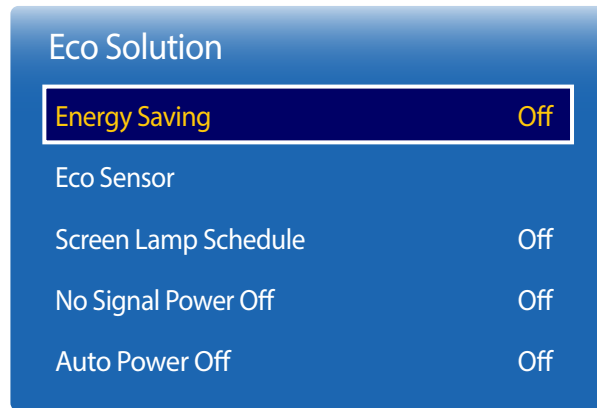 Eco Solution
Energy Saving Off
Eco Sensor
Screen Lamp Schedule Off
No Signal Power Off Off
Auto Power Off Off